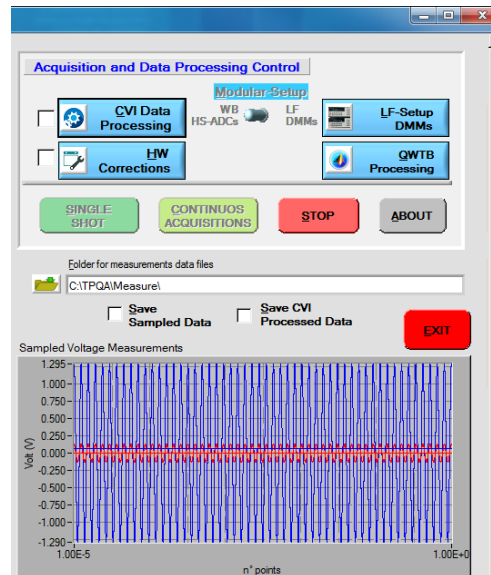 Acquisition and Data Processing Control
Modular-Setup
CVI Data
Processing
WB
HS-ADCs
LF
DMMs
LF-Setup
DMMs
HW
Corrections
QWTB
Processing
SINGLE
SHOT
CONTINUOS
ACQUISITIONS
STOP
ABOUT
Folder for measurements data files
C:\TPQA\Measure\
Save
Sampled Data
Save CVI
Processed Data
EXIT
Sampled Voltage Measurements
Volt (V)
1.295
1.000
0.750
0.500
0.250
0.000
-0.250
-0.500
-0.750
-1.000
-1.290
1.00E-5
1.00E+0
n° points